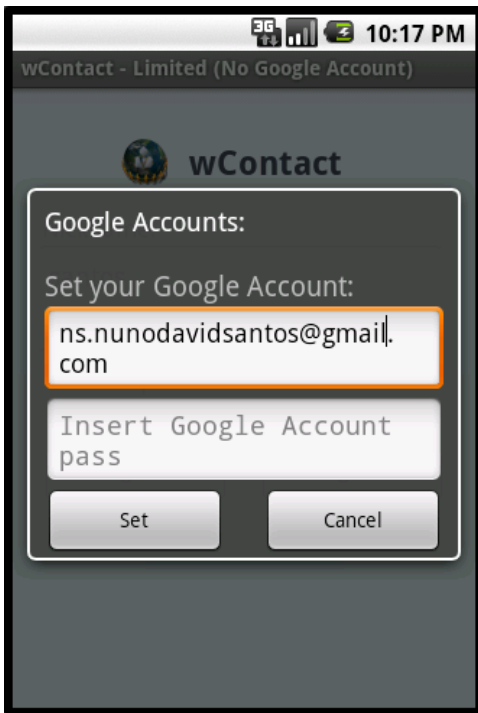 3G 10:17 PM
wContact - Limited (No Google Account)
wContact
Google Accounts:
Set your Google Account:
ns.nunodavidsantos@gmail.
com
Insert Google Account
pass
Set Cancel